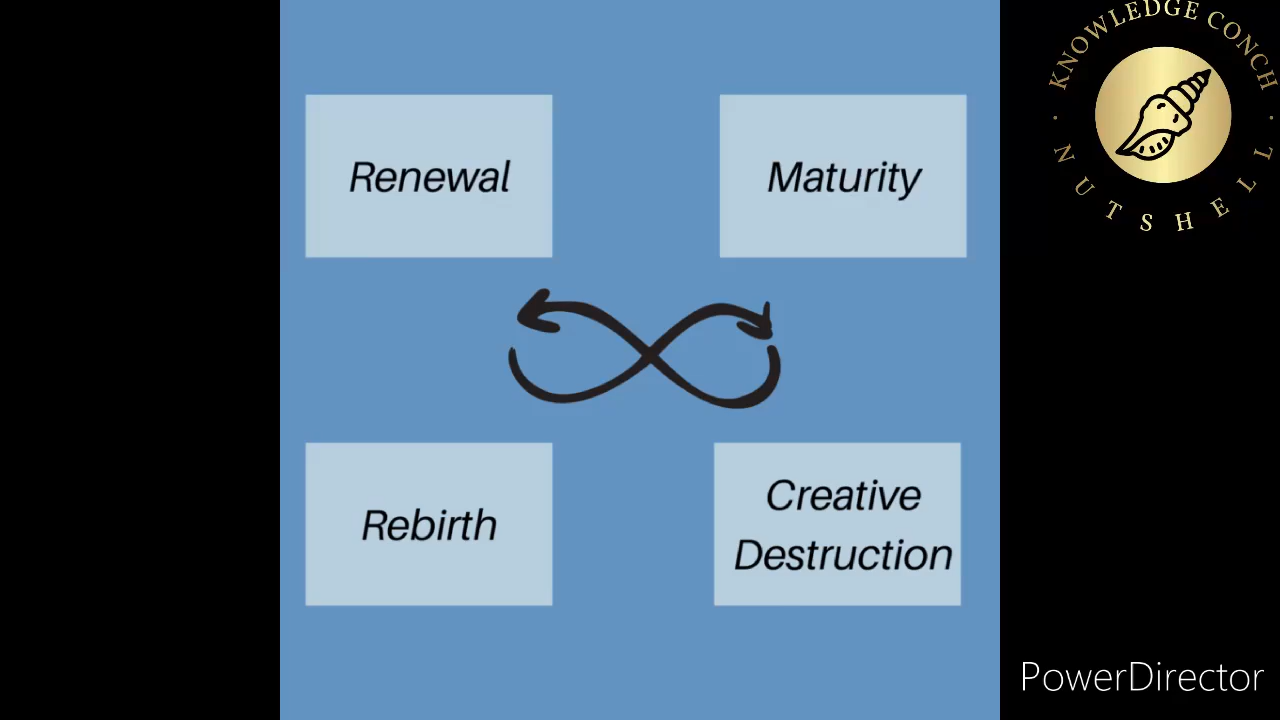 KNOWLEDGE CONCH
NUTSHELL
Renewal
Maturity
Rebirth
Creative
Destruction
PowerDirector